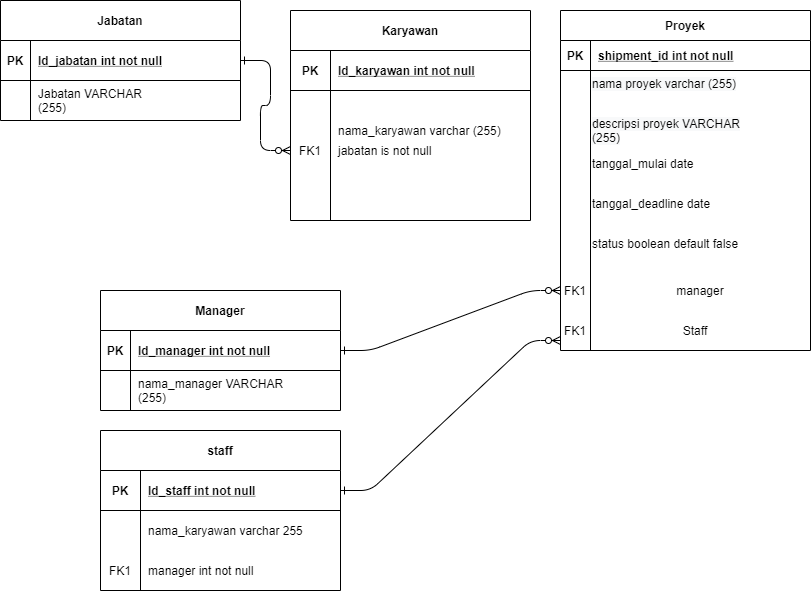 Jabatan
PK Id_jabatan int not null
Jabatan VARCHAR
(255)
Karyawan
PK Id_karyawan int not null
nama_karyawan varchar (255)
FK1 jabatan is not null
Proyek
PK shipment_id int not null
nama proyek varchar (255)
descripsi proyek VARCHAR
(255)
tanggal_mulai date
tanggal_deadline date
status boolean default false
FK1 manager
FK1 Staff
Manager
PK Id_manager int not null
nama_manager VARCHAR
(255)
staff
PK Id_staff int not null
nama_karyawan varchar 255
FK1 manager int not null